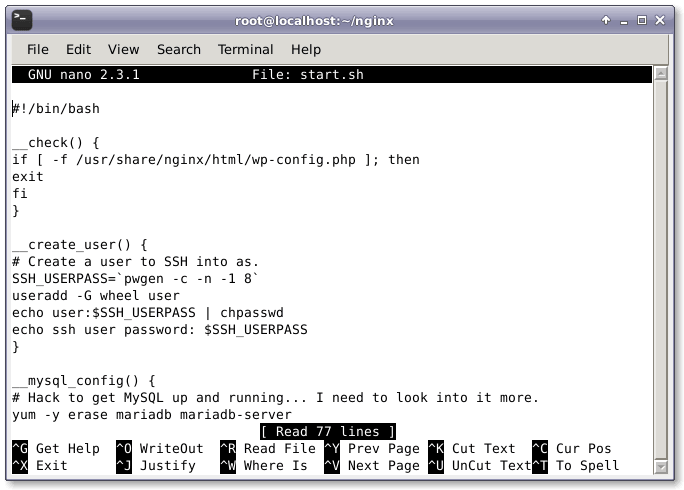 root@localhost:~/nginx
File Edit View Search Terminal Help
GNU nano 2.3.1 File: start.sh
#!/bin/bash
__check() {
if [ -f /usr/share/nginx/html/wp-config.php ]; then
exit
fi
}
__create_user() {
# Create a user to SSH into as.
SSH_USERPASS=`pwgen -c -n -1 8`
useradd -G wheel user
echo user:$SSH_USERPASS | chpasswd
echo ssh user password: $SSH_USERPASS
}
__mysql_config() {
# Hack to get MySQL up and running... I need to look into it more.
yum -y erase mariadb mariadb-server
[ Read 77 lines ]
^G Get Help ^O WriteOut ^R Read File ^Y Prev Page ^K Cut Text ^C Cur Pos
^X Exit ^J Justify ^W Where Is ^V Next Page ^U UnCut Text^T To Spell